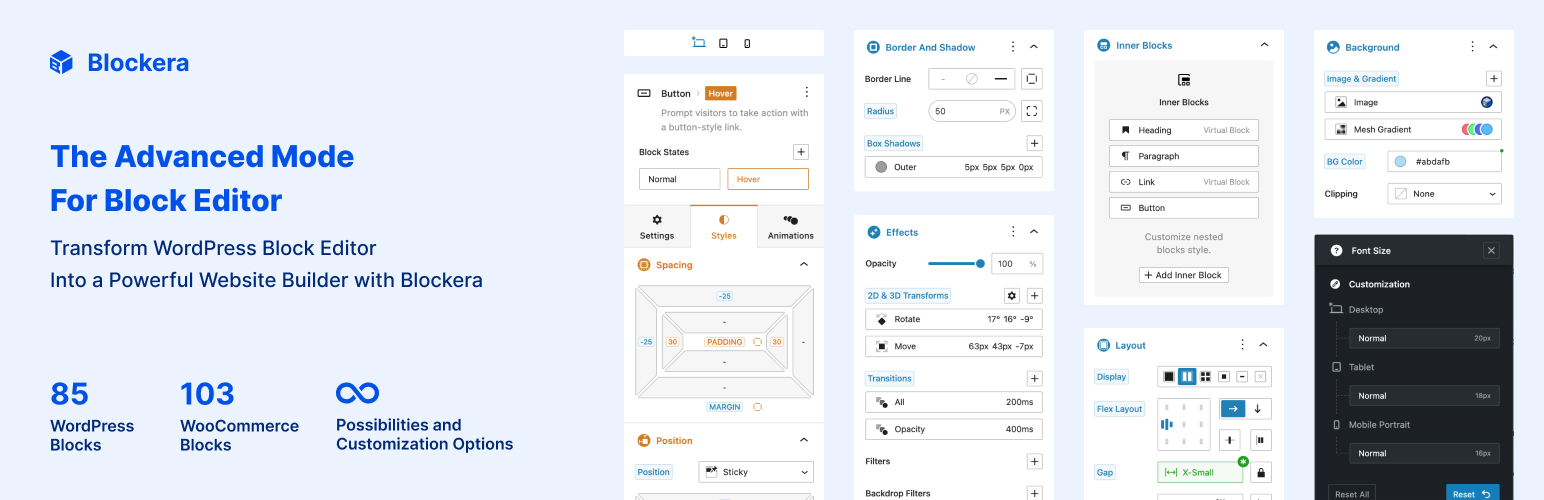 Blockera
The Advanced Mode
For Block Editor
Transform WordPress Block Editor
Into a Powerful Website Builder with Blockera
85
WordPress
Blocks
103
WooCommerce
Blocks
Possibilities and
Customization Options
Button
Hover
Prompt visitors to take action with
a button-style link.
Block States
Normal
Hover
Settings
Styles
Animations
Spacing
-25
-
-25
30
PADDING
30
-
-
-
MARGIN
Position
Position
Sticky
Border And Shadow
Border Line
-
Radius
50
PX
Box Shadows
Outer
5px 5px 5px 0px
Effects
Opacity
100
%
2D & 3D Transforms
Rotate
17° 16° -9°
Move
63px 43px -7px
Transitions
All
200ms
Opacity
400ms
Filters
Backdrop Filters
Inner Blocks
Inner Blocks
Heading
Virtual Block
Paragraph
Link
Virtual Block
Button
Customize nested
blocks style.
+ Add Inner Block
Layout
Display
Flex Layout
Gap
X-Small
Background
Image & Gradient
Image
Mesh Gradient
BG Color
#abdafb
Clipping
None
Font Size
Customization
Desktop
Normal
20px
Tablet
Normal
18px
Mobile Portrait
Normal
16px
Reset All
Reset